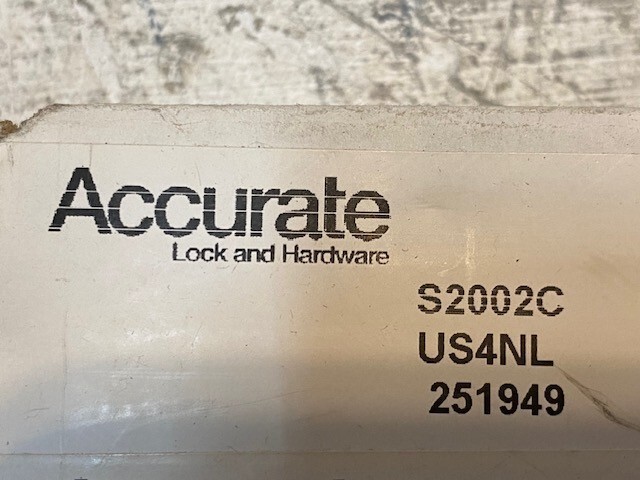 Accurate
Lock and Hardware
S2002C
US4NL
251949